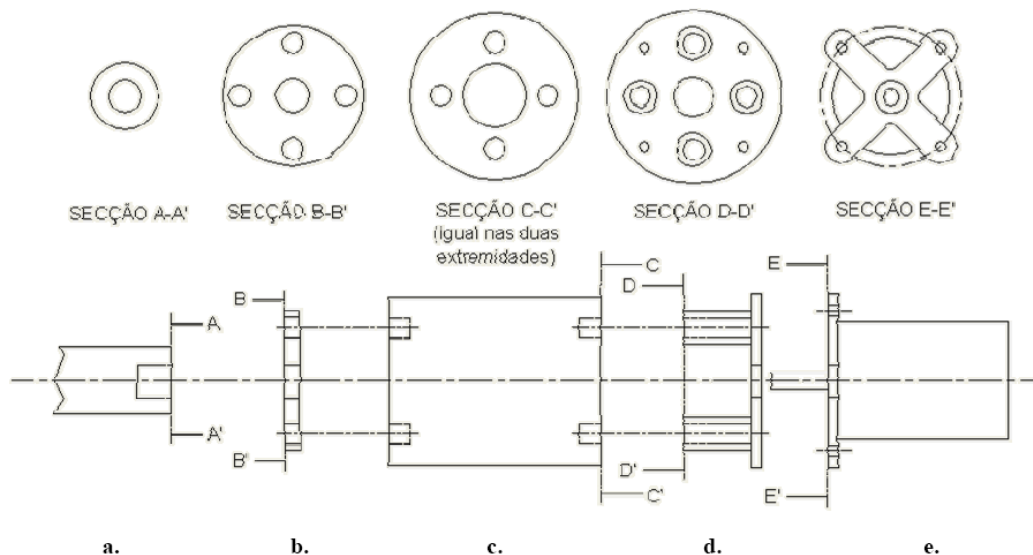 SECÇÃO A-A'
SECÇÃO B-B'
SECÇÃO C-C'
(igual nas duas
extremidades)
SECÇÃO D-D'
SECÇÃO E-E'
C
E
D
B
A
A'
B'
D'
C'
E'
a.
b.
c.
d.
e.